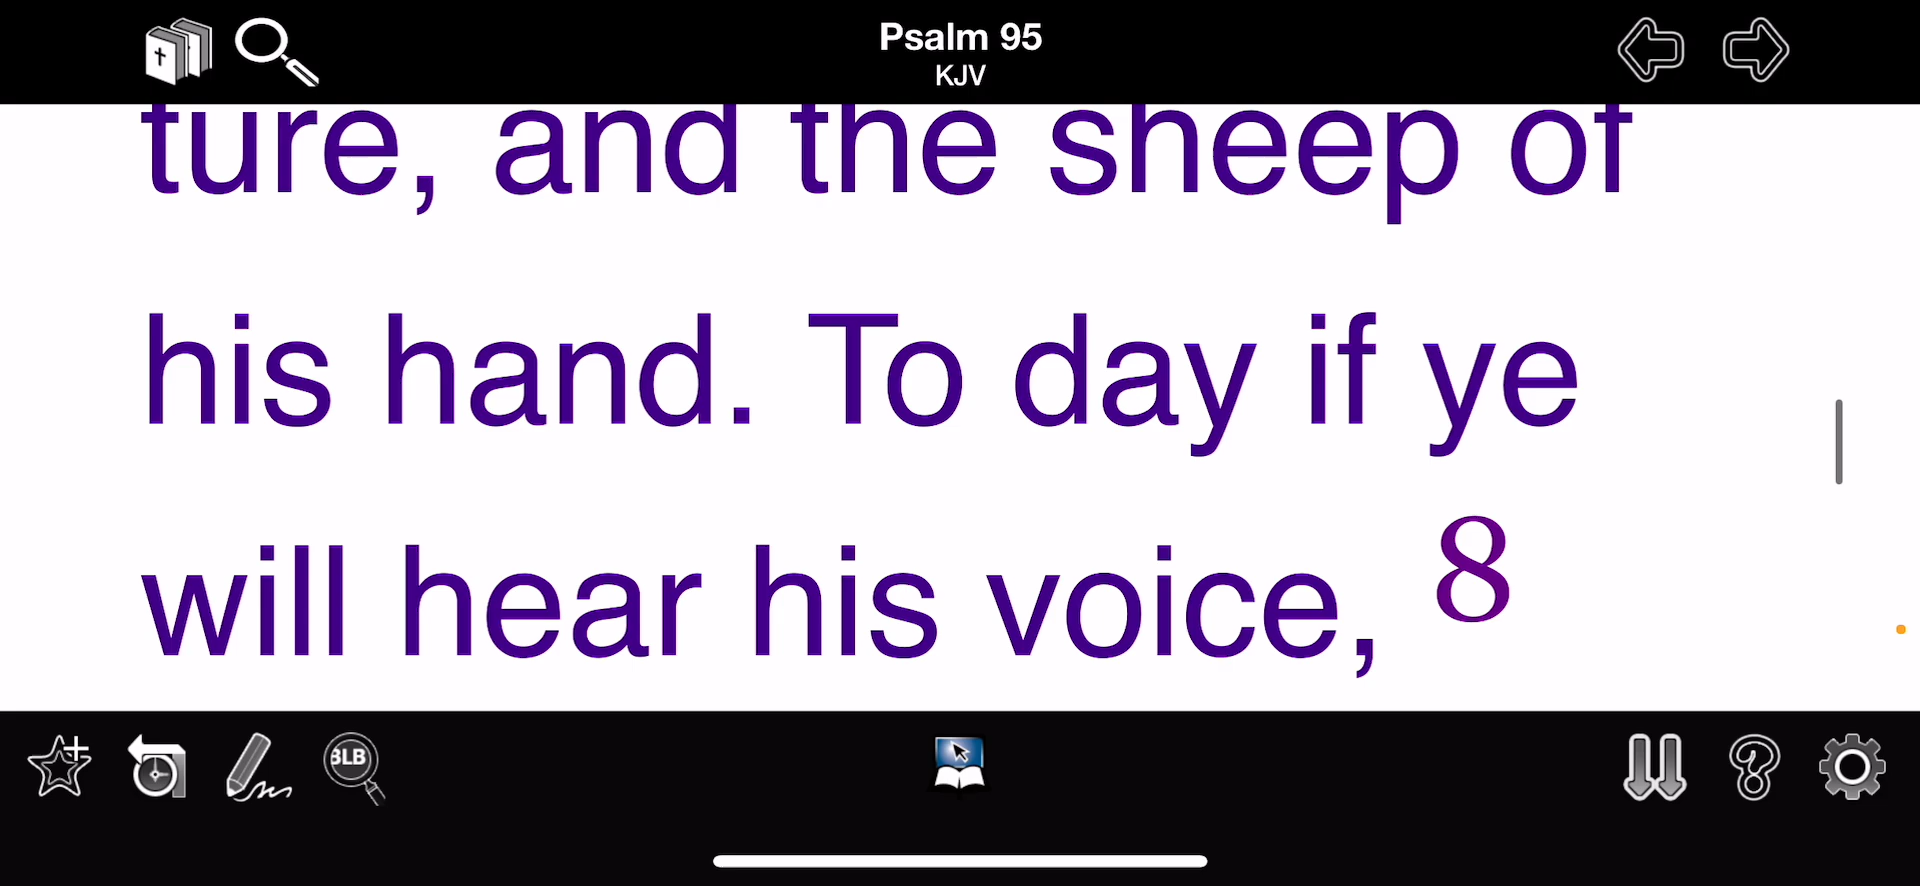 Psalm 95
KJV
ture, and the sheep of
his hand. To day if ye
will hear his voice, 8
BLB